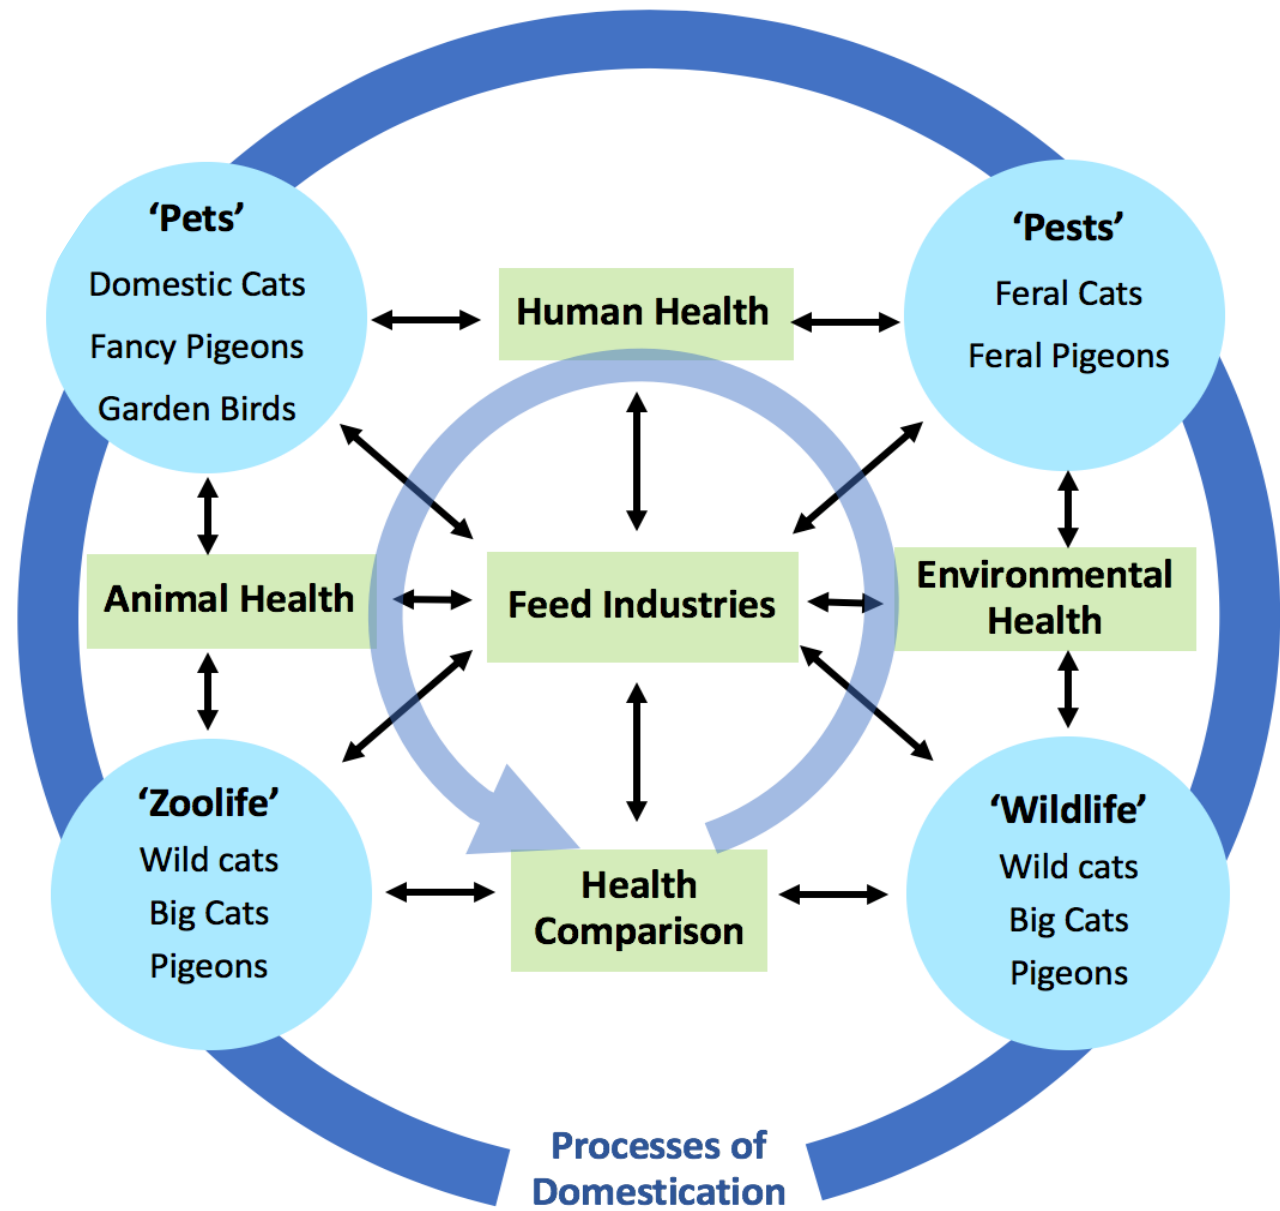 ‘Pets’
Domestic Cats
Fancy Pigeons
Garden Birds
‘Pests’
Feral Cats
Feral Pigeons
Human Health
Animal Health
Feed Industries
Environmental
Health
‘Zoolife’
Wild cats
Big Cats
Pigeons
Health
Comparison
‘Wildlife’
Wild cats
Big Cats
Pigeons
Processes of
Domestication